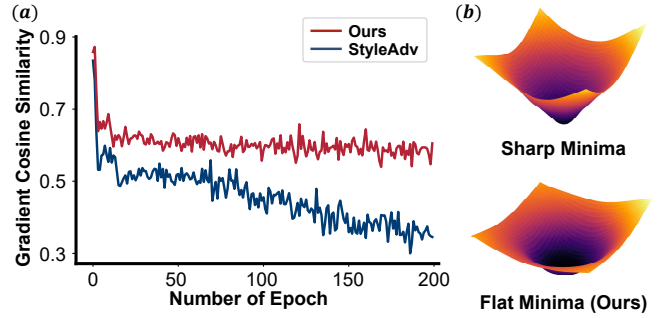 (a)
Gradient Cosine Similarity
0.9
0.7
0.5
0.3
Ours
StyleAdv
0
50
100
150
200
Number of Epoch
(b)
Sharp Minima
Flat Minima (Ours)